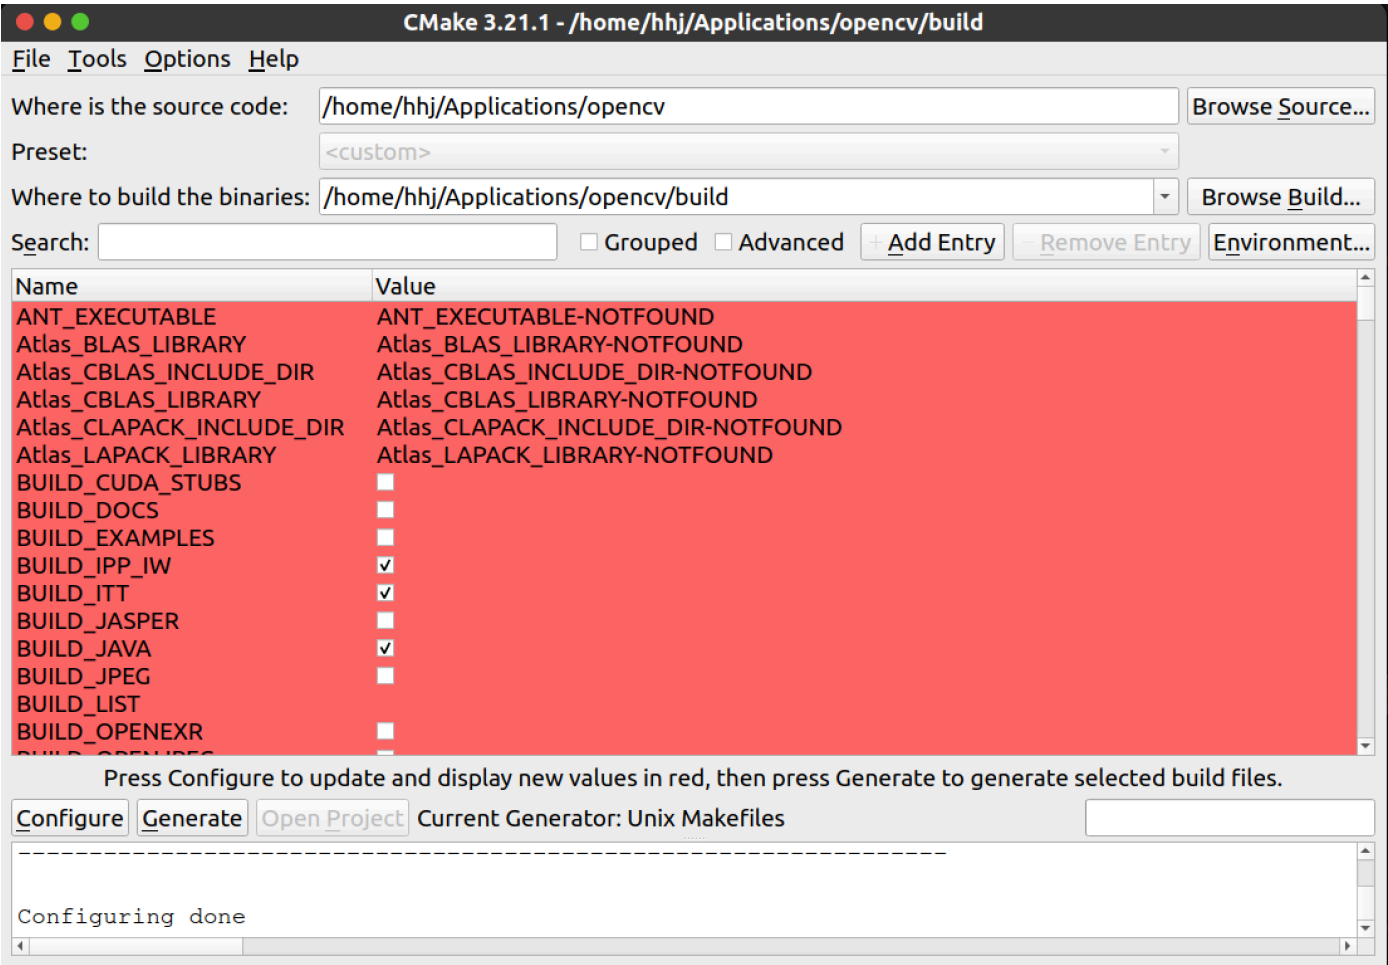 CMake 3.21.1 - /home/hhj/Applications/opencv/build
File Tools Options Help
Where is the source code: /home/hhj/Applications/opencv Browse Source...
Preset: <custom>
Where to build the binaries: /home/hhj/Applications/opencv/build Browse Build...
Search: Grouped Advanced + Add Entry - Remove Entry Environment...
Name Value
ANT_EXECUTABLE ANT_EXECUTABLE-NOTFOUND
Atlas_BLAS_LIBRARY Atlas_BLAS_LIBRARY-NOTFOUND
Atlas_CBLAS_INCLUDE_DIR Atlas_CBLAS_INCLUDE_DIR-NOTFOUND
Atlas_CBLAS_LIBRARY Atlas_CBLAS_LIBRARY-NOTFOUND
Atlas_CLAPACK_INCLUDE_DIR Atlas_CLAPACK_INCLUDE_DIR-NOTFOUND
Atlas_LAPACK_LIBRARY Atlas_LAPACK_LIBRARY-NOTFOUND
BUILD_CUDA_STUBS
BUILD_DOCS
BUILD_EXAMPLES
BUILD_IPP_IW
BUILD_ITT
BUILD_JASPER
BUILD_JAVA
BUILD_JPEG
BUILD_LIST
BUILD_OPENEXR
Press Configure to update and display new values in red, then press Generate to generate selected build files.
Configure Generate Open Project Current Generator: Unix Makefiles
Configuring done